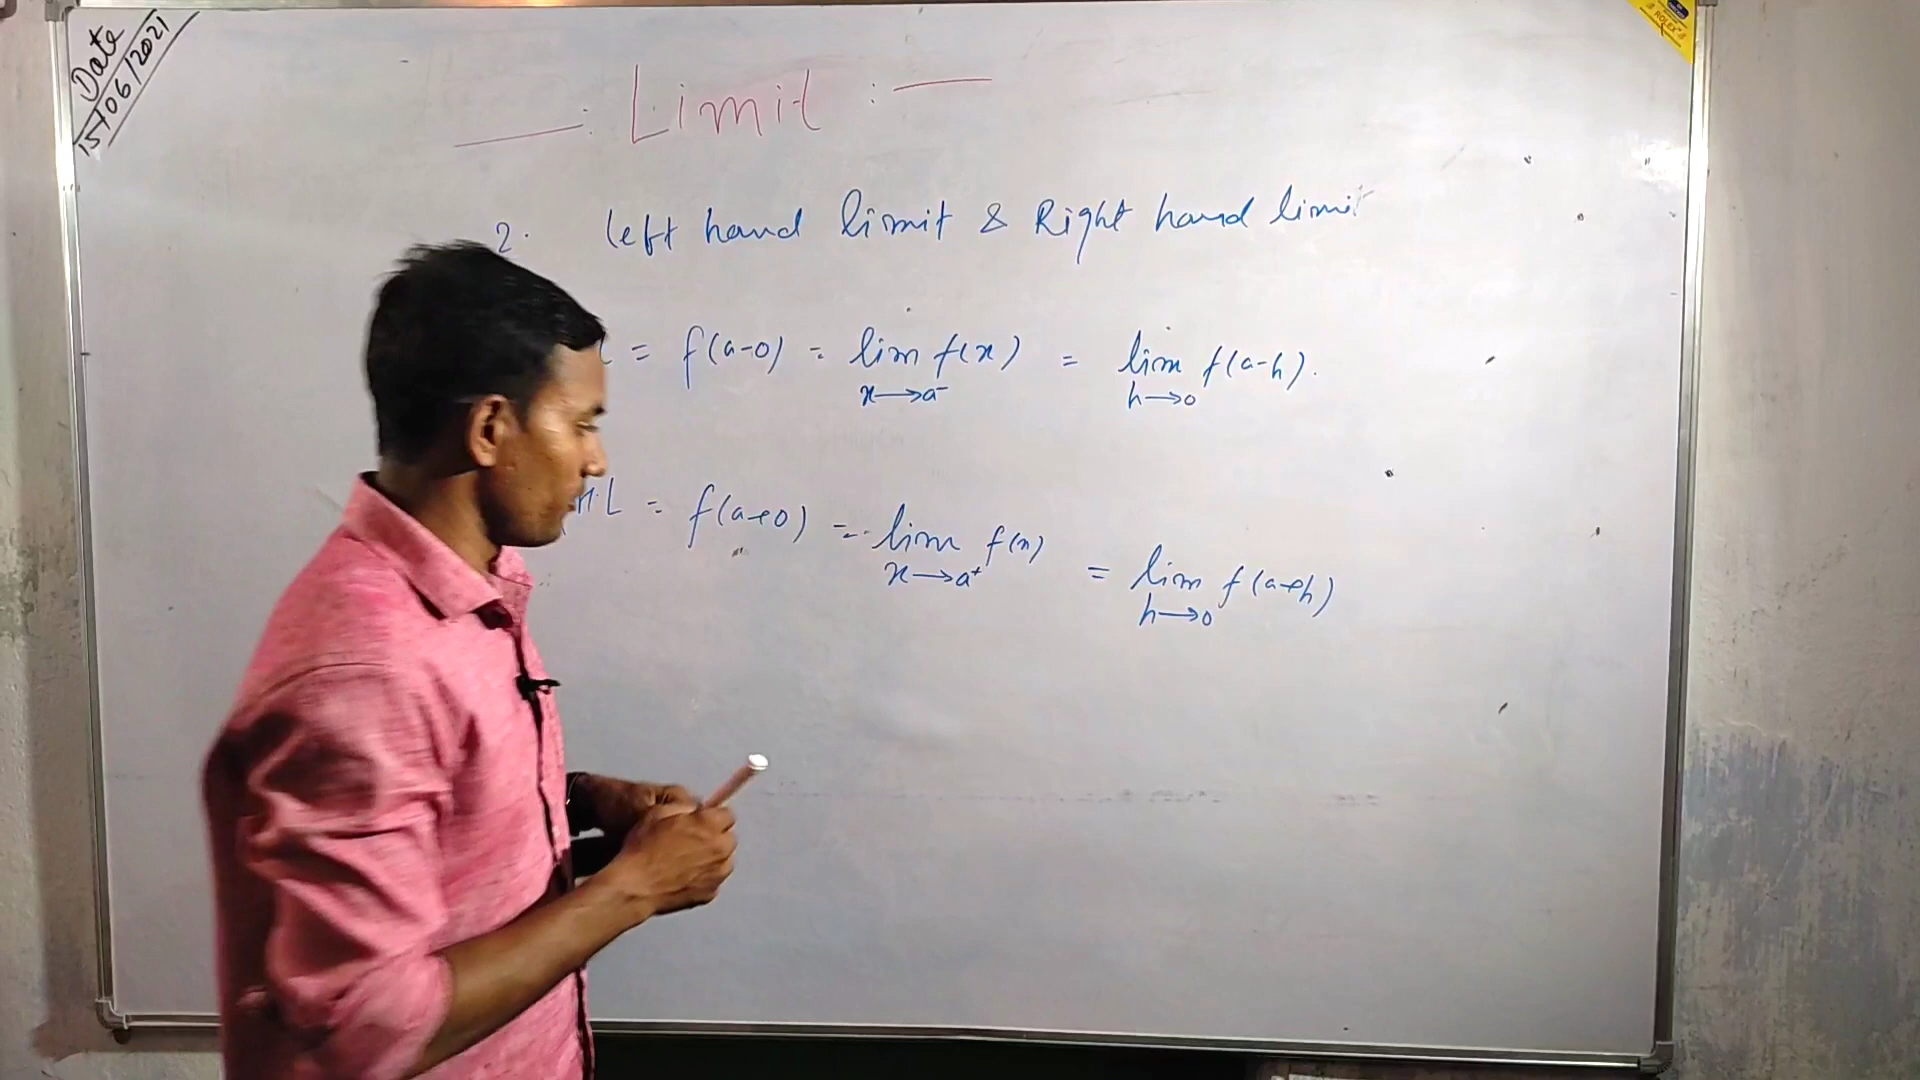 Date
15/06/2021
ROLEX
: Limit :
2. left hand limit & Right hand limit
= f(a-0) = lim f(x) = lim f(a-h).
x→a⁻ h→0
H.L = f(a+0) = lim f(x) = lim f(a+h)
x→a⁺ h→0